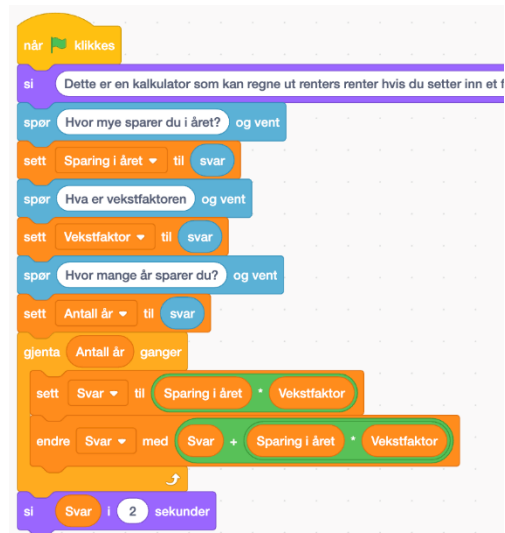 når klikkes
si Dette er en kalkulator som kan regne ut renters renter hvis du setter inn et f
spør Hvor mye sparer du i året? og vent
sett Sparing i året til svar
spør Hva er vekstfaktoren og vent
sett Vekstfaktor til svar
spør Hvor mange år sparer du? og vent
sett Antall år til svar
gjenta Antall år ganger
sett Svar til Sparing i året * Vekstfaktor
endre Svar med Svar + Sparing i året * Vekstfaktor
si Svar i 2 sekunder